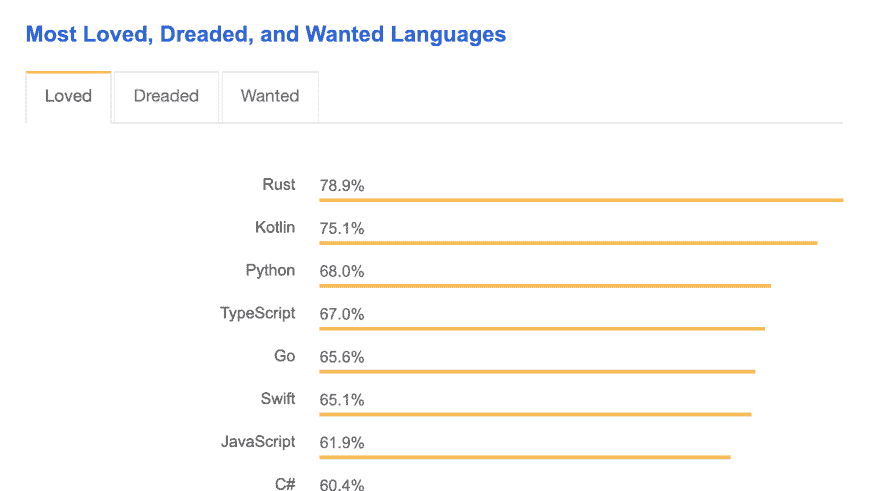 Most Loved, Dreaded, and Wanted Languages
Loved Dreaded Wanted
Rust 78.9%
Kotlin 75.1%
Python 68.0%
TypeScript 67.0%
Go 65.6%
Swift 65.1%
JavaScript 61.9%
C# 60.4%